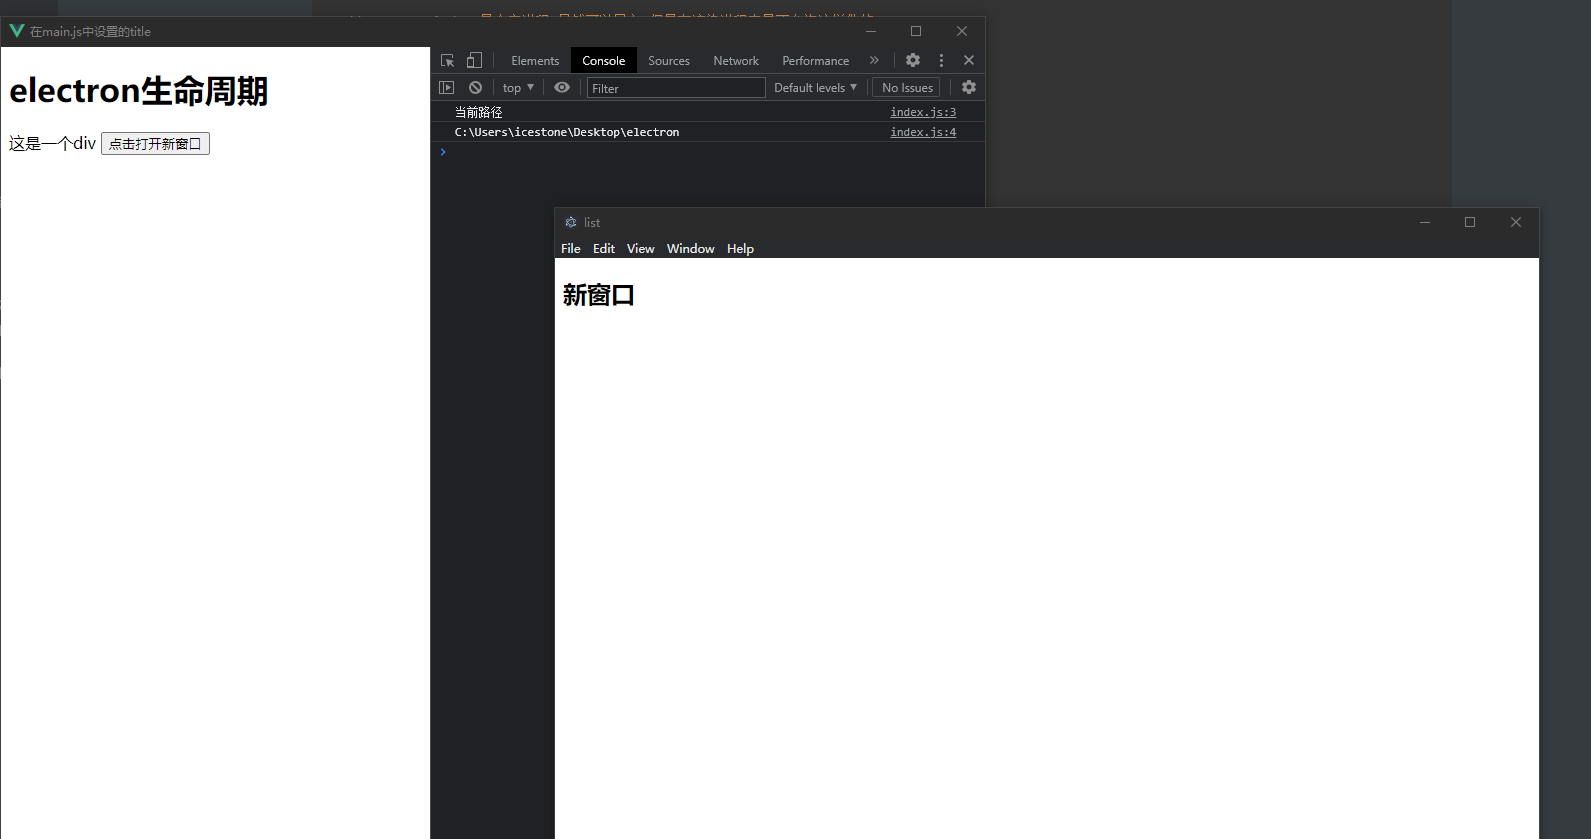 在main.js中设置的title
electron生命周期
这是一个div 点击打开新窗口
Elements Console Sources Network Performance »
top Filter Default levels No Issues
当前路径 index.js:3
C:\Users\icestone\Desktop\electron index.js:4
list
File Edit View Window Help
新窗口